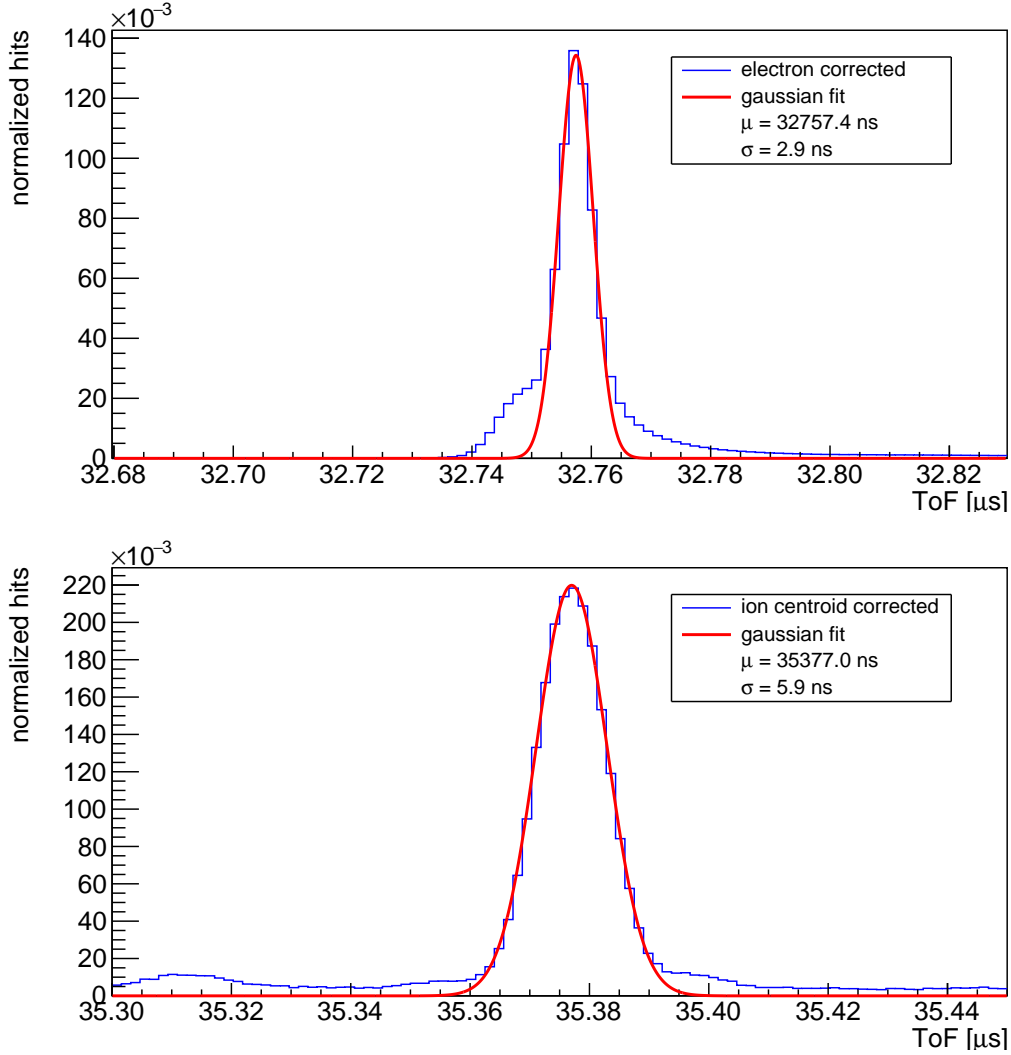 ×10⁻³
normalized hits
140
120
100
80
60
40
20
0
32.68 32.70 32.72 32.74 32.76 32.78 32.80 32.82
ToF [μs]
electron corrected
gaussian fit
μ = 32757.4 ns
σ = 2.9 ns
×10⁻³
normalized hits
220
200
180
160
140
120
100
80
60
40
20
0
35.30 35.32 35.34 35.36 35.38 35.40 35.42 35.44
ToF [μs]
ion centroid corrected
gaussian fit
μ = 35377.0 ns
σ = 5.9 ns